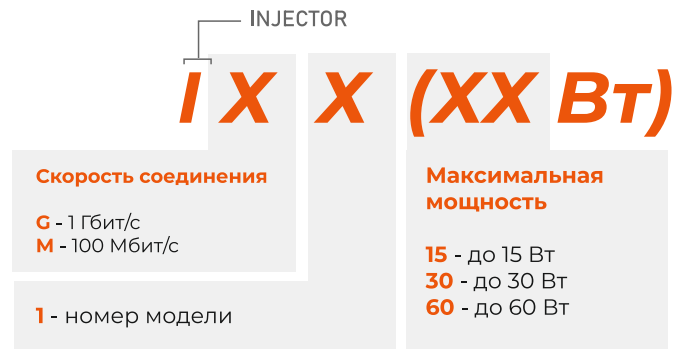 INJECTOR
I X X (XX Вт)
Скорость соединения
G - 1 Гбит/с
M - 100 Мбит/с
1 - номер модели
Максимальная
мощность
15 - до 15 Вт
30 - до 30 Вт
60 - до 60 Вт